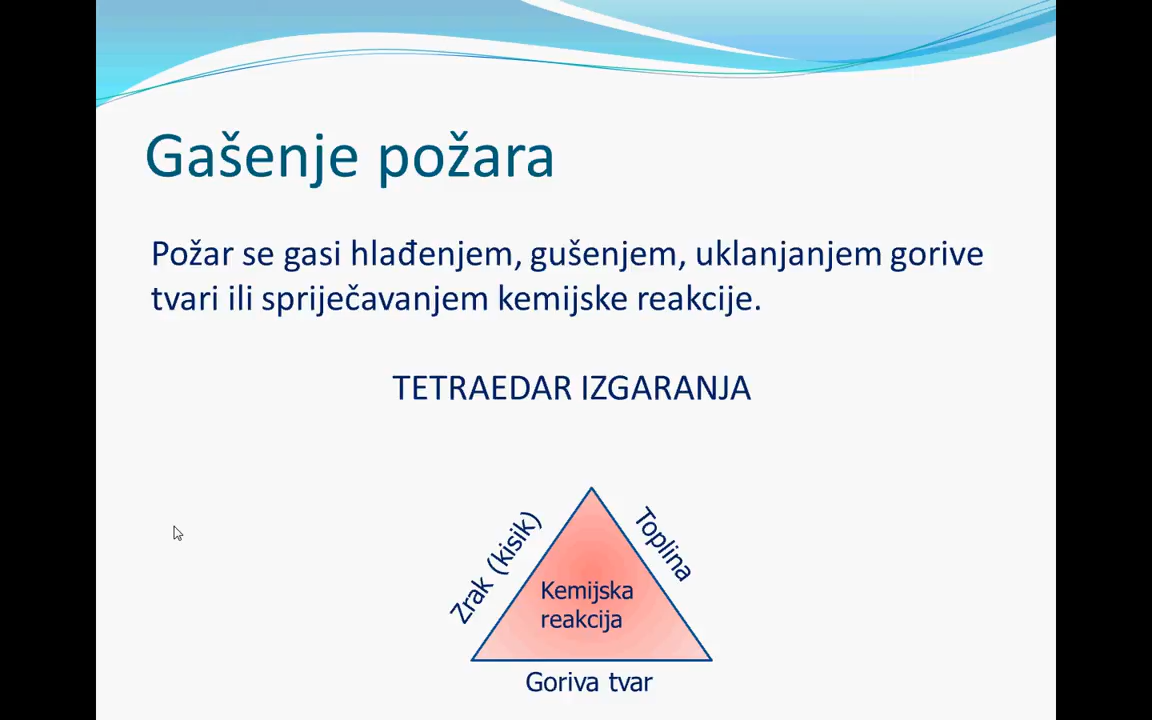 Gašenje požara
Požar se gasi hlađenjem, gušenjem, uklanjanjem gorive
tvari ili spriječavanjem kemijske reakcije.
TETRAEDAR IZGARANJA
Zrak (kisik)
Toplina
Kemijska
reakcija
Goriva tvar